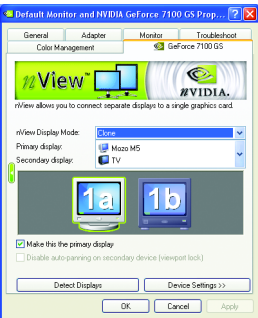 Default Monitor and NVIDIA GeForce 7100 GS Prop...
General Adapter Monitor Troubleshoot
Color Management GeForce 7100 GS
nView™
NVIDIA.
nView allows you to connect separate displays to a single graphics card.
nView Display Mode: Clone
Primary display: Mozo M5
Secondary display: TV
1a 1b
Make this the primary display
Disable auto-panning on secondary device (viewport lock)
Detect Displays Device Settings >>
OK Cancel Apply